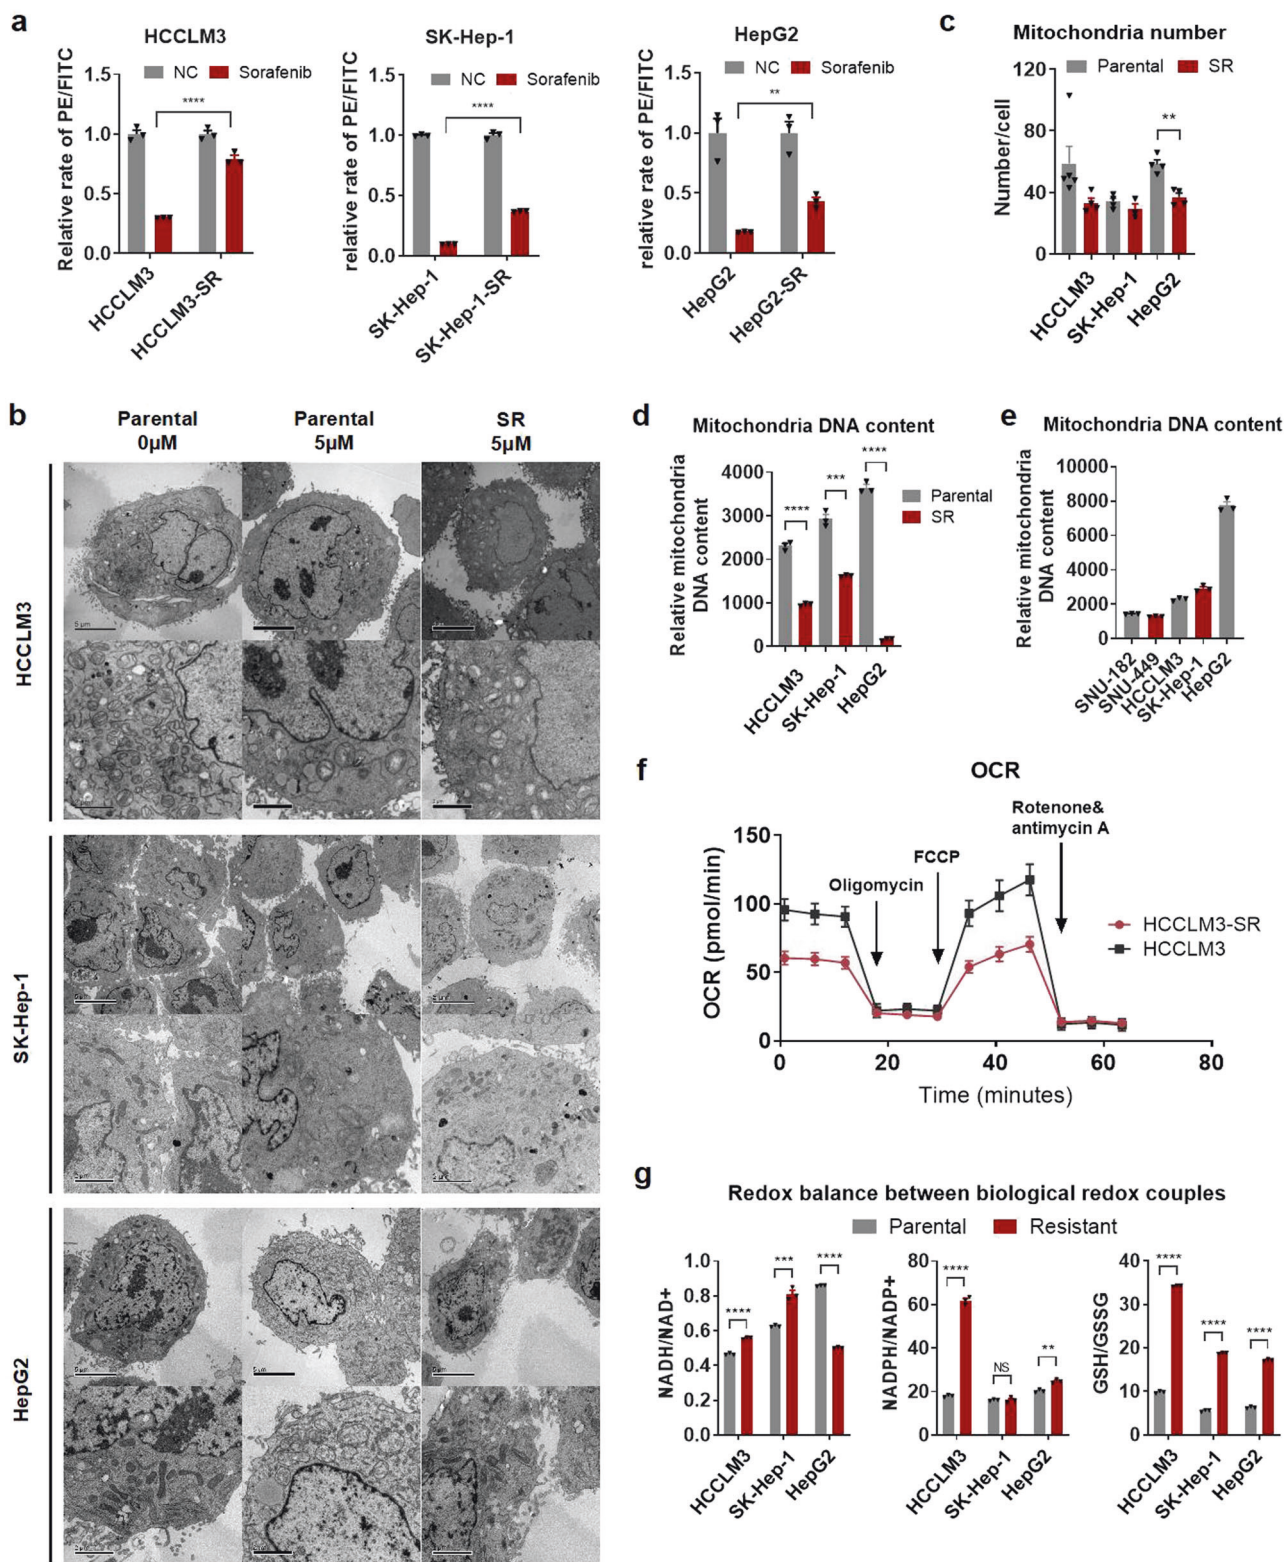 a
HCCLM3
NC
Sorafenib
Relative rate of PE/FITC
1.5
1.0
0.5
0.0
****
HCCLM3
HCCLM3-SR
SK-Hep-1
NC
Sorafenib
relative rate of PE/FITC
1.5
1.0
0.5
0.0
****
SK-Hep-1
SK-Hep-1-SR
HepG2
NC
Sorafenib
relative rate of PE/FITC
1.5
1.0
0.5
0.0
**
HepG2
HepG2-SR
c
Mitochondria number
Parental
SR
Number/cell
120
80
40
0
**
HCCLM3
SK-Hep-1
HepG2
b
Parental
0µM
Parental
5µM
SR
5µM
HCCLM3
SK-Hep-1
HepG2
d
Mitochondria DNA content
Relative mitochondria
DNA content
4000
3000
2000
1000
0
****
***
****
Parental
SR
HCCLM3
SK-Hep-1
HepG2
e
Mitochondria DNA content
Relative mitochondria
DNA content
10000
8000
6000
4000
2000
0
SNU-182
SNU-449
HCCLM3
SK-Hep-1
HepG2
f
OCR
OCR (pmol/min)
150
100
50
0
Oligomycin
FCCP
Rotenone&
antimycin A
HCCLM3-SR
HCCLM3
0
20
40
60
80
Time (minutes)
g
Redox balance between biological redox couples
Parental
Resistant
NADH/NAD+
1.0
0.8
0.6
0.4
0.2
0.0
****
***
****
HCCLM3
SK-Hep-1
HepG2
NADPH/NADP+
80
60
40
20
0
****
NS
**
HCCLM3
SK-Hep-1
HepG2
GSH/GSSG
40
30
20
10
0
****
****
****
HCCLM3
SK-Hep-1
HepG2